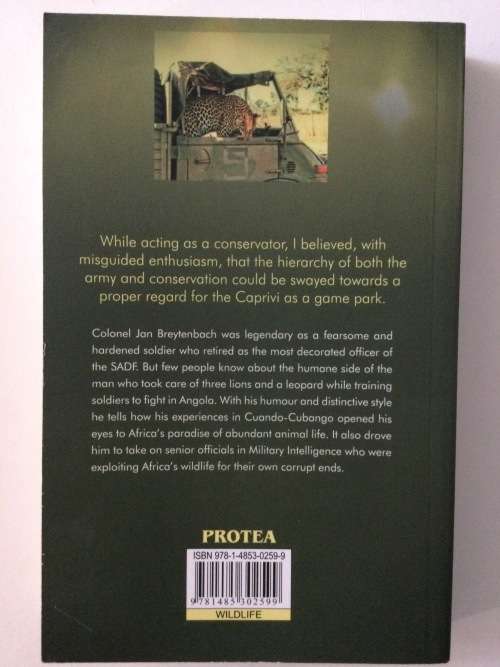 5
While acting as a conservator, I believed, with
misguided enthusiasm, that the hierarchy of both the
army and conservation could be swayed towards a
proper regard for the Caprivi as a game park.
Colonel Jan Breytenbach was legendary as a fearsome and
hardened soldier who retired as the most decorated officer of
the SADF. But few people know about the humane side of the
man who took care of three lions and a leopard while training
soldiers to fight in Angola. With his humour and distinctive style
he tells how his experiences in Cuando-Cubango opened his
eyes to Africa's paradise of abundant animal life. It also drove
him to take on senior officials in Military Intelligence who were
exploiting Africa's wildlife for their own corrupt ends.
PROTEA
ISBN 978-1-4853-0259-9
9 781485 302599
WILDLIFE